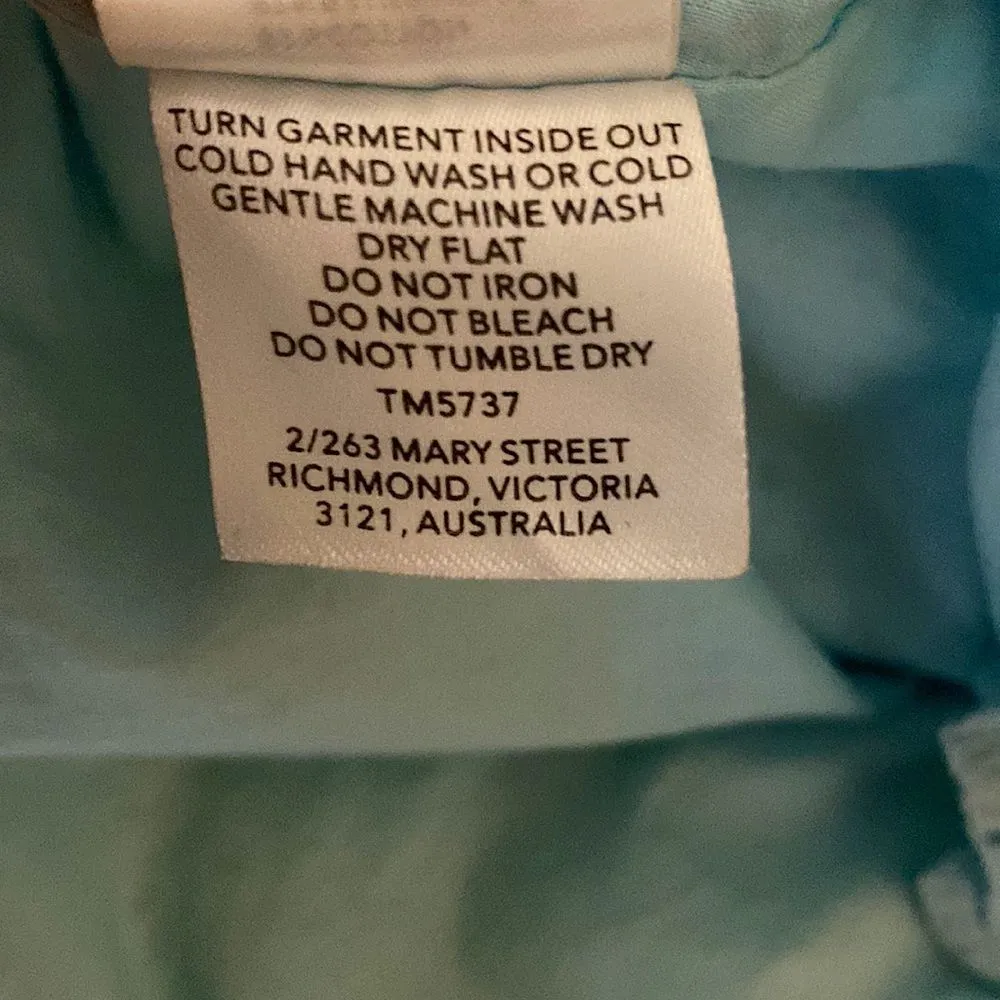 TURN GARMENT INSIDE OUT
COLD HAND WASH OR COLD
GENTLE MACHINE WASH
DRY FLAT
DO NOT IRON
DO NOT BLEACH
DO NOT TUMBLE DRY
TM5737
2/263 MARY STREET
RICHMOND, VICTORIA
3121, AUSTRALIA